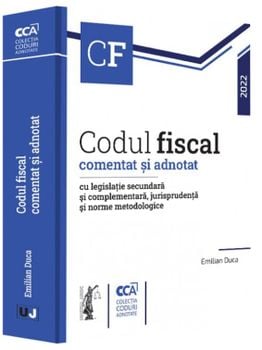 CCA
COLECȚIA
CODURI
ADNOTATE
Codul fiscal
comentat și adnotat
Emilian Duca
UJ
CF
2022
Codul fiscal
comentat și adnotat
cu legislație secundară
și complementară, jurisprudență
și norme metodologice
Emilian Duca
CCA
COLECȚIA
CODURI
ADNOTATE